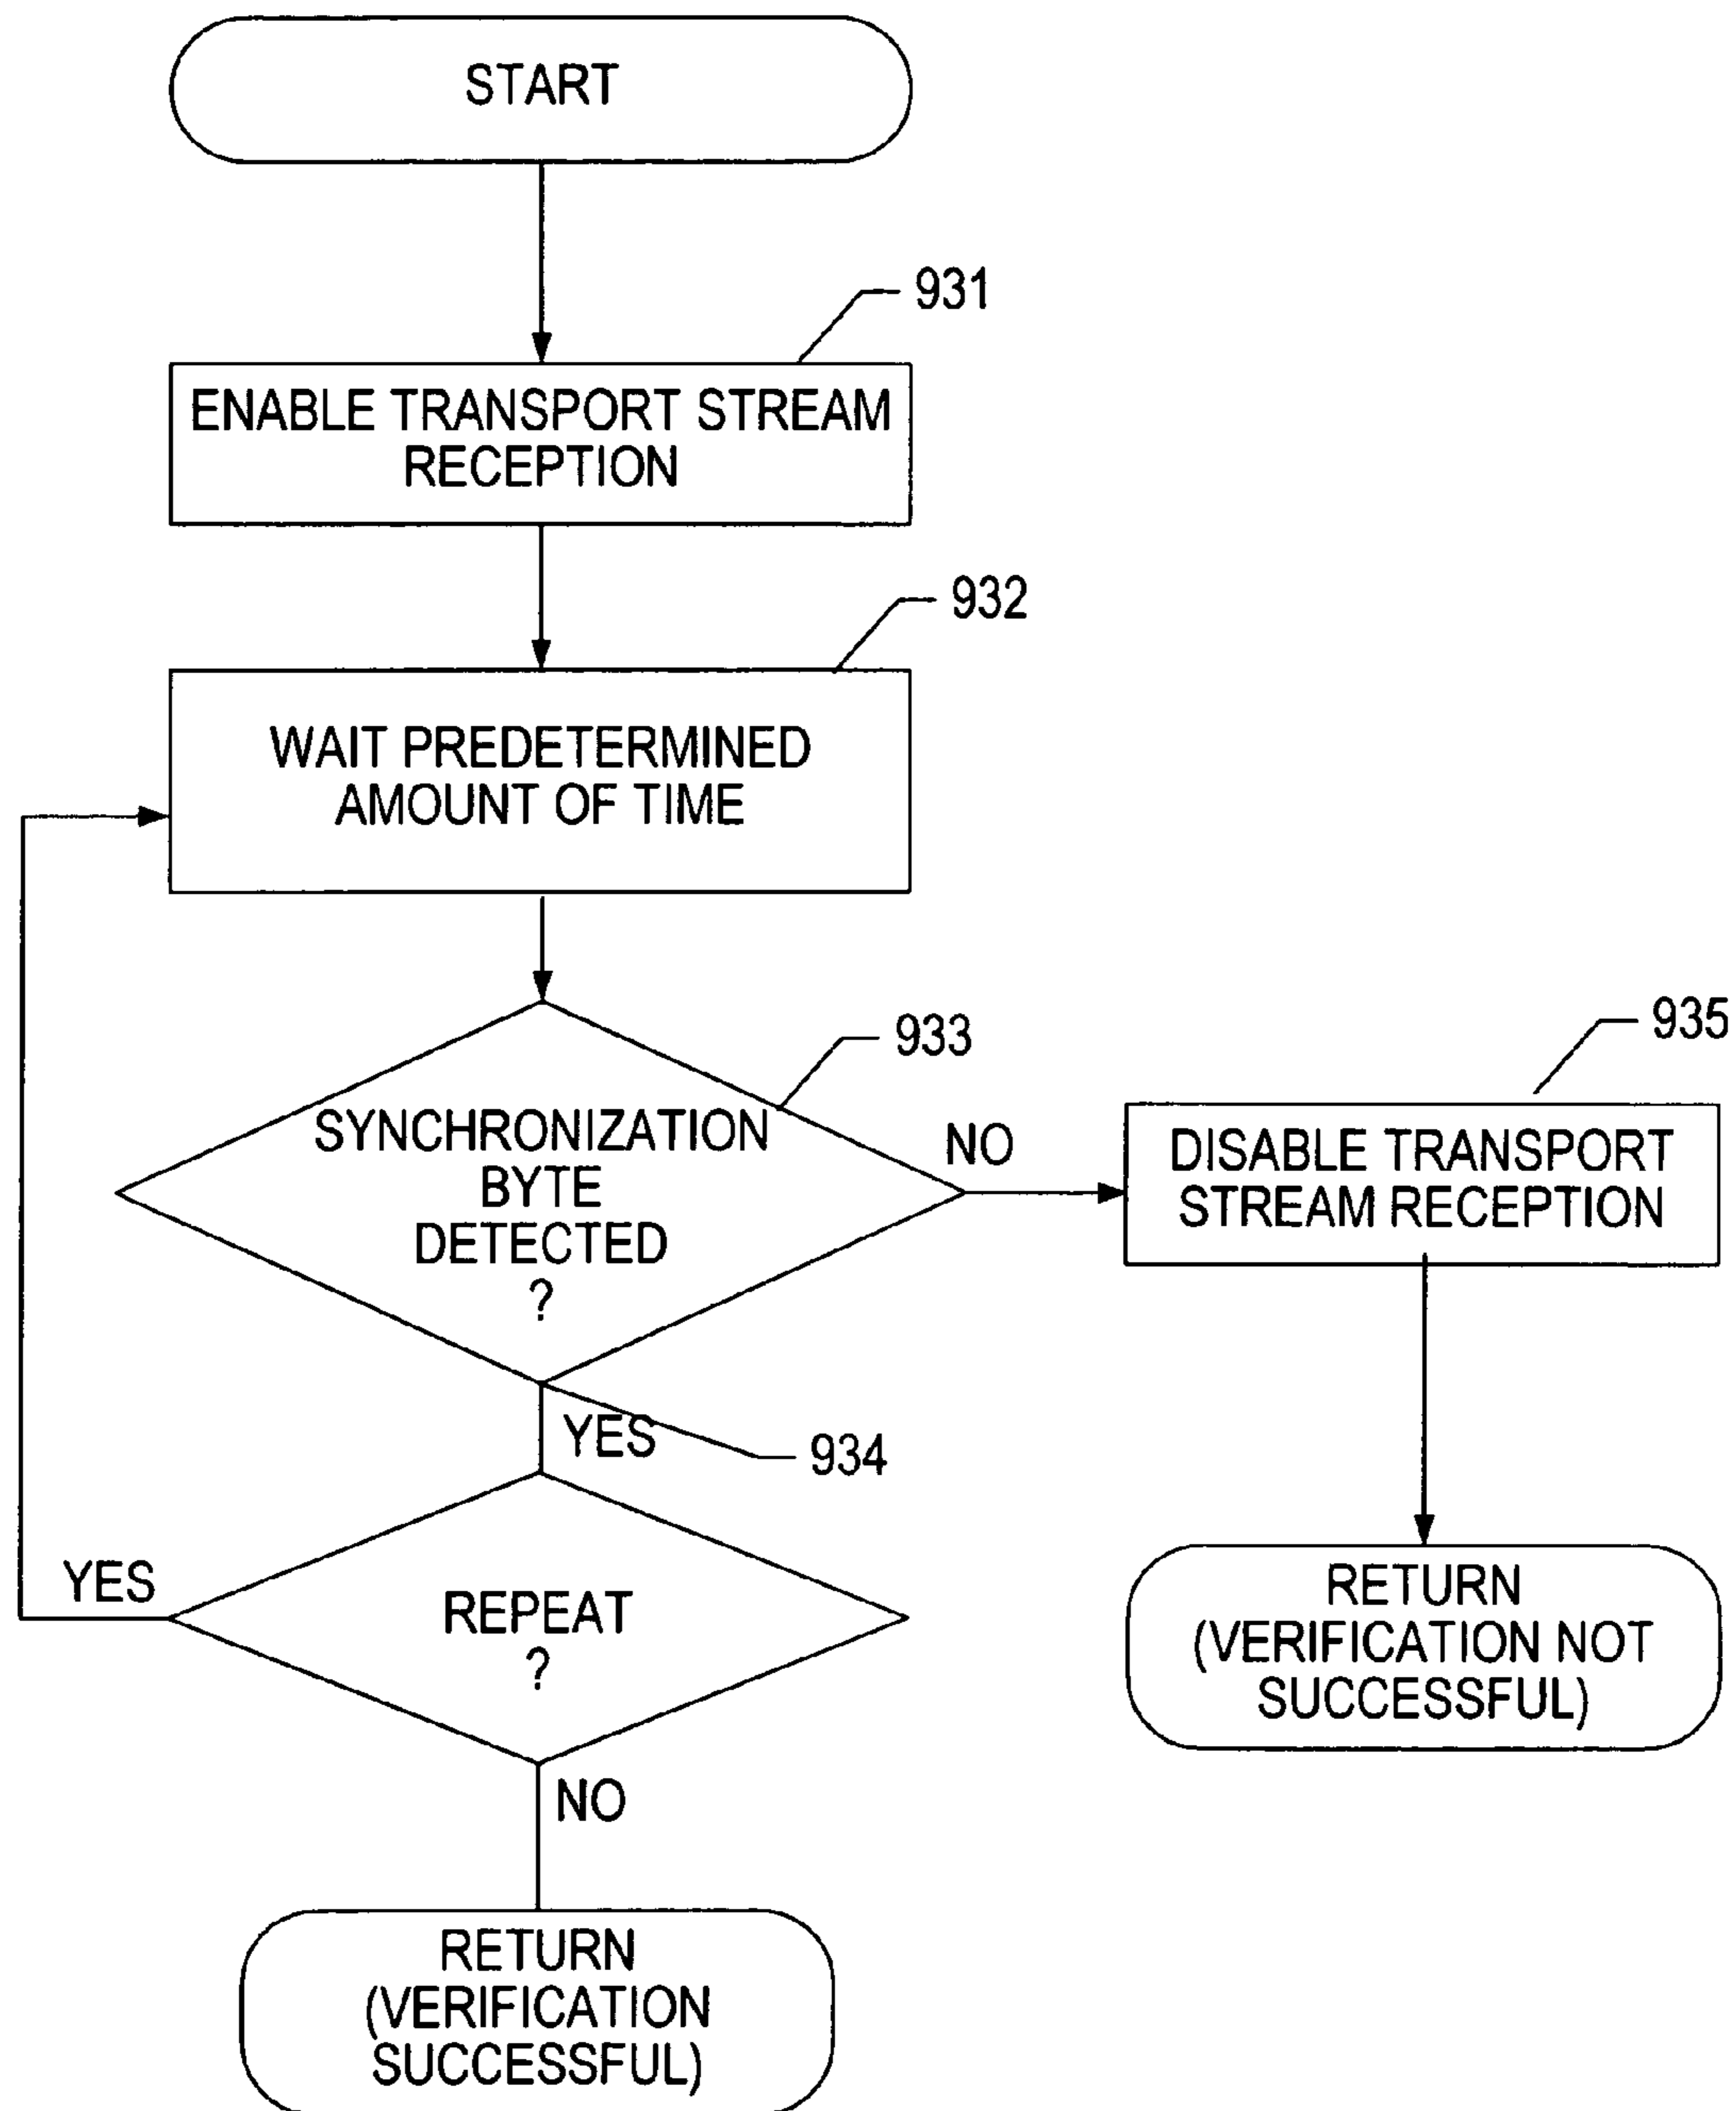 START
931
ENABLE TRANSPORT STREAM
RECEPTION
932
WAIT PREDETERMINED
AMOUNT OF TIME
933
SYNCHRONIZATION
BYTE
DETECTED
?
NO
935
DISABLE TRANSPORT
STREAM RECEPTION
YES
934
YES
REPEAT
?
RETURN
(VERIFICATION NOT
SUCCESSFUL)
NO
RETURN
(VERIFICATION
SUCCESSFUL)